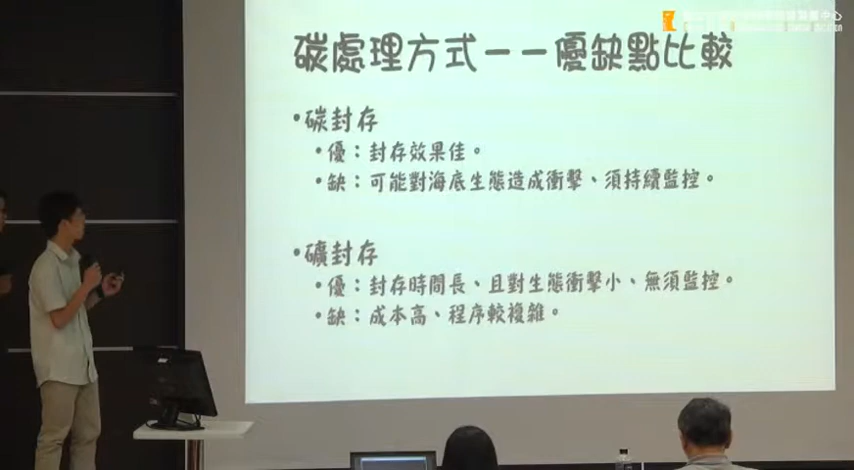 碳處理方式——優缺點比較
•碳封存
•優：封存效果佳。
•缺：可能對海底生態造成衝擊、須持續監控。
•礦封存
•優：封存時間長、且對生態衝擊小、無須監控。
•缺：成本高、程序較複雜。